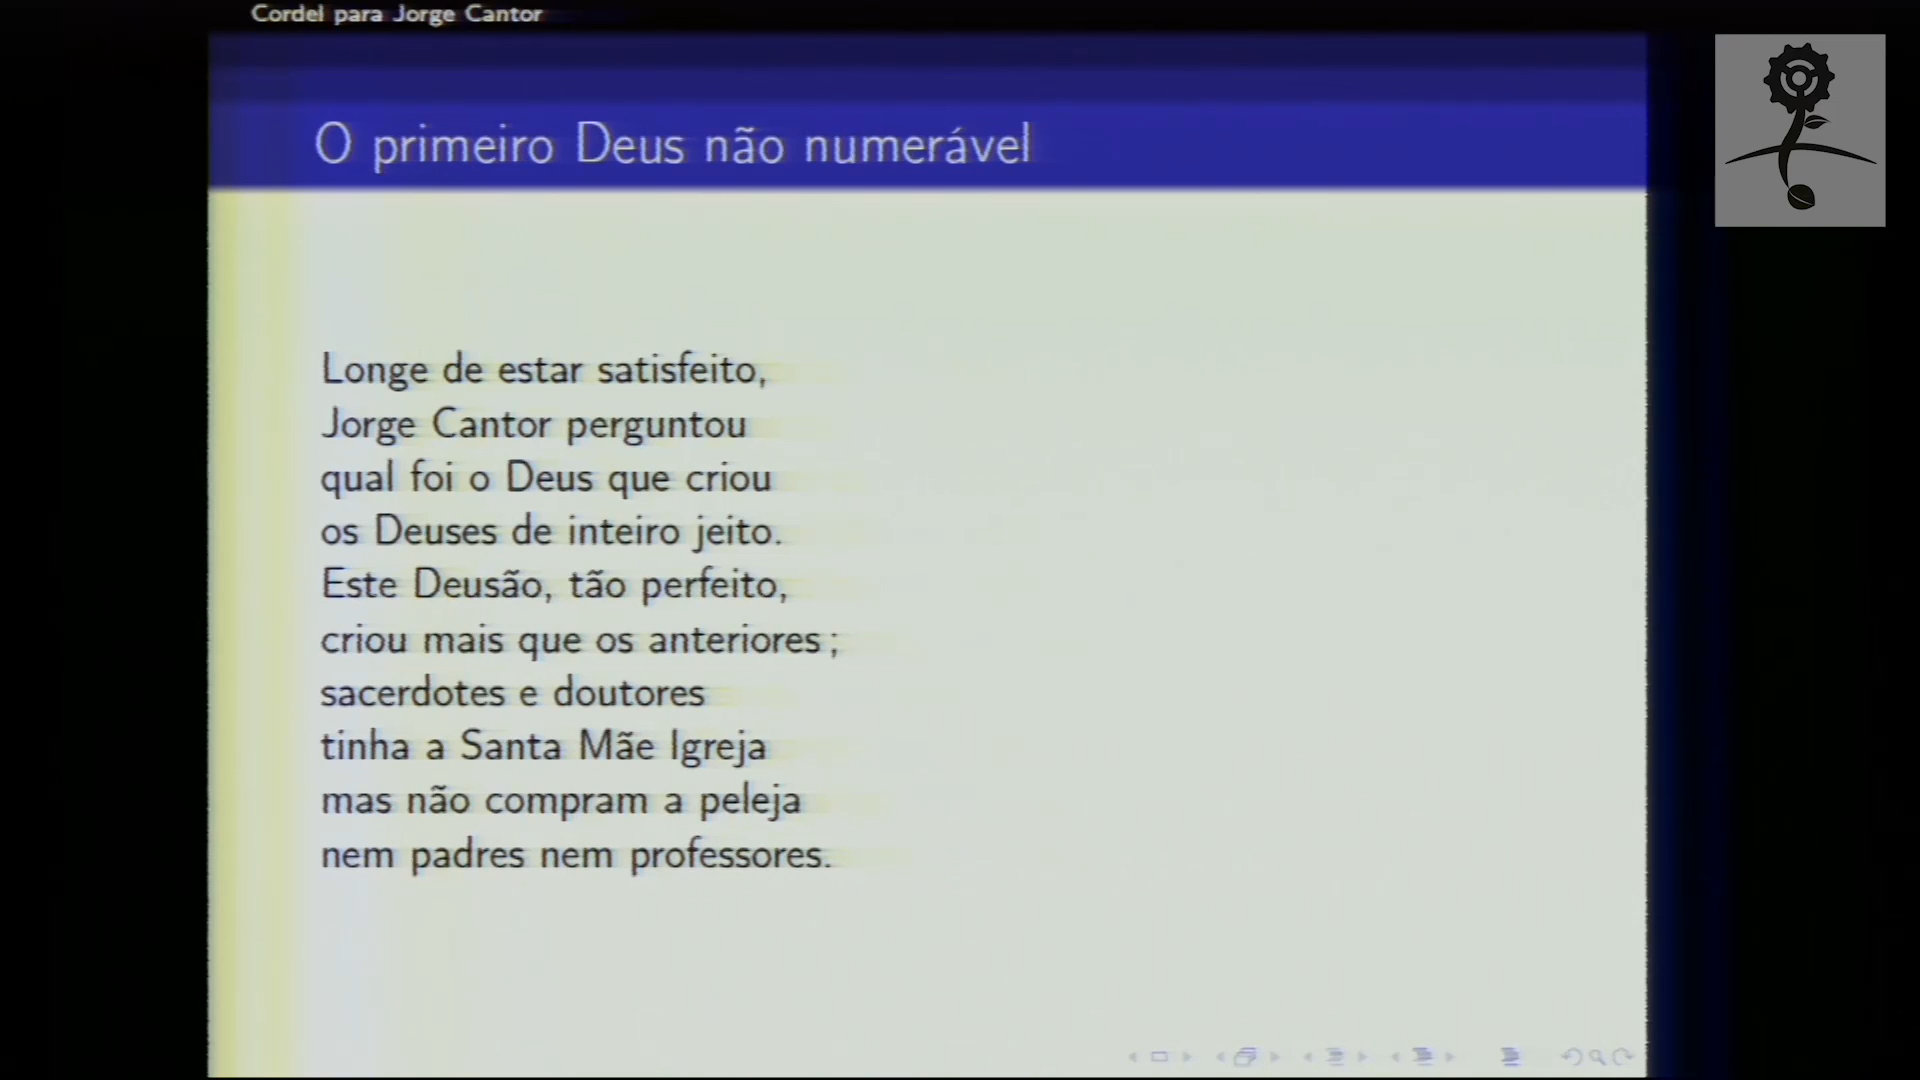 Cordel para Jorge Cantor
O primeiro Deus não numerável
Longe de estar satisfeito,
Jorge Cantor perguntou
qual foi o Deus que criou
os Deuses de inteiro jeito.
Este Deusão, tão perfeito,
criou mais que os anteriores ;
sacerdotes e doutores
tinha a Santa Mãe Igreja
mas não compram a peleja
nem padres nem professores.